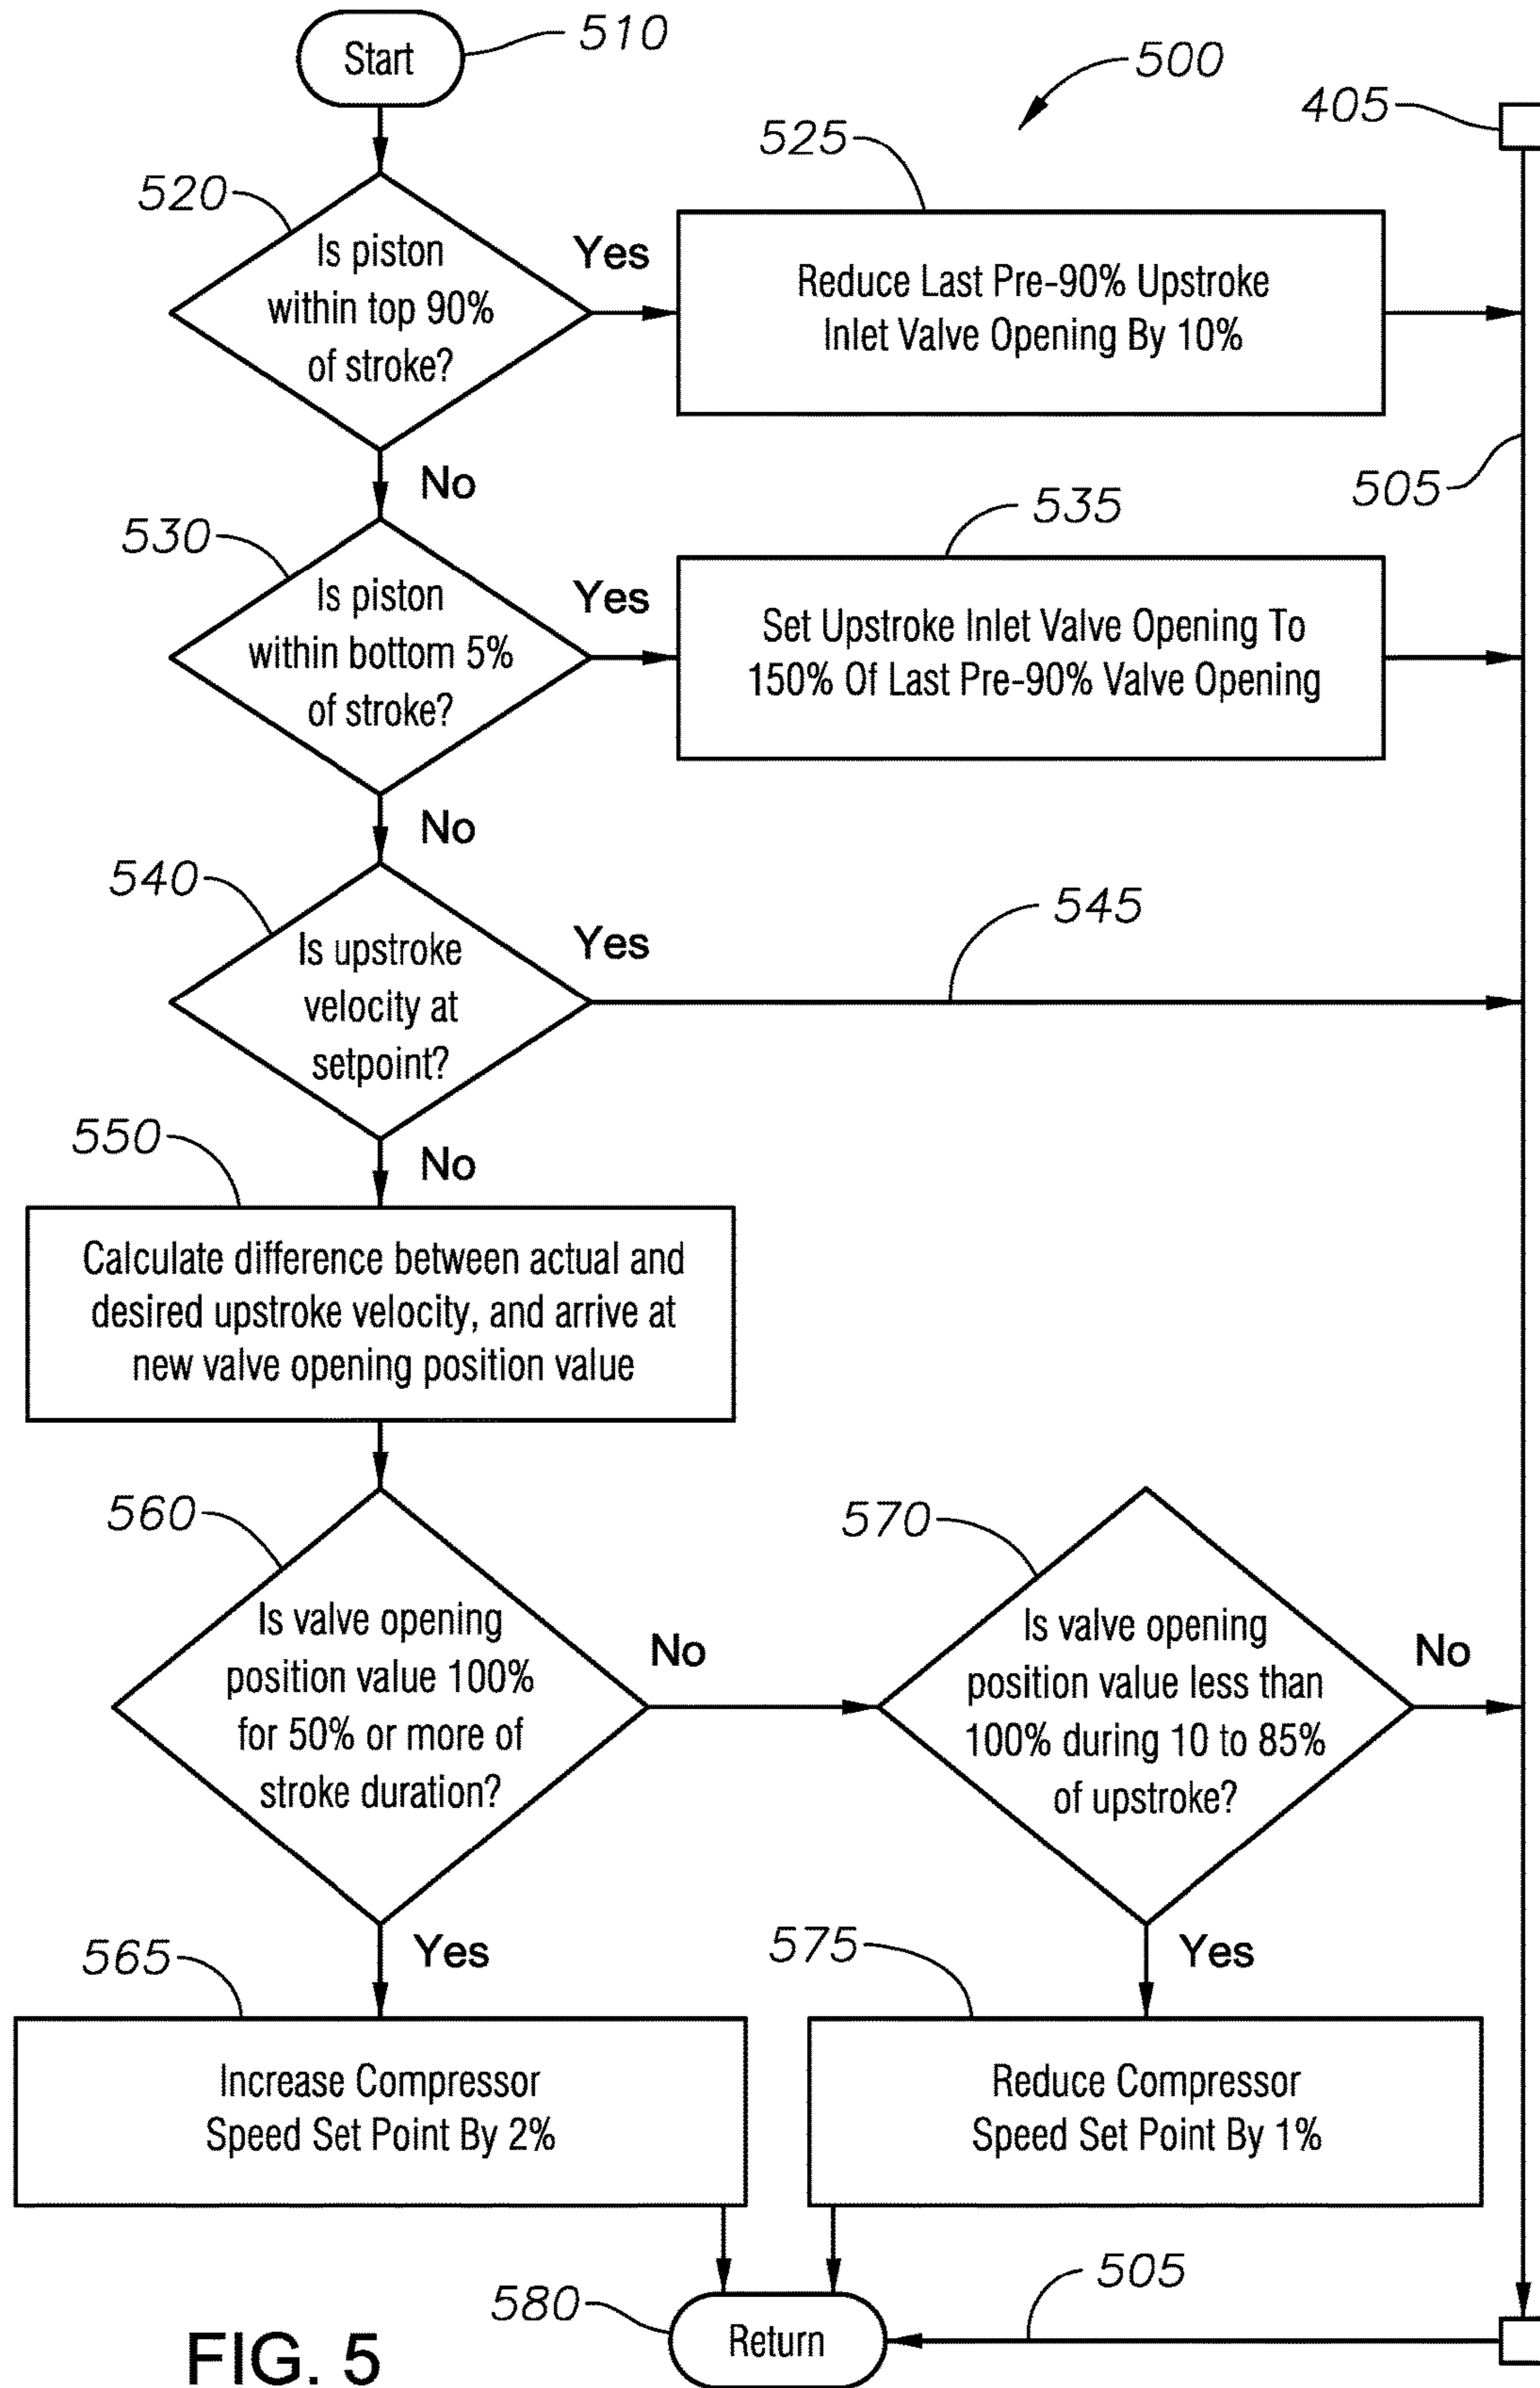 Start
510
500
405
525
520
Is piston
within top 90%
of stroke?
Yes
Reduce Last Pre-90% Upstroke
Inlet Valve Opening By 10%
No
505
535
530
Is piston
within bottom 5%
of stroke?
Yes
Set Upstroke Inlet Valve Opening To
150% Of Last Pre-90% Valve Opening
No
540
545
Is upstroke
velocity at
setpoint?
Yes
550
No
Calculate difference between actual and
desired upstroke velocity, and arrive at
new valve opening position value
560
570
Is valve opening
position value 100%
for 50% or more of
stroke duration?
No
Is valve opening
position value less than
100% during 10 to 85%
of upstroke?
No
565
Yes
575
Yes
Increase Compressor
Speed Set Point By 2%
Reduce Compressor
Speed Set Point By 1%
580
Return
505
FIG. 5